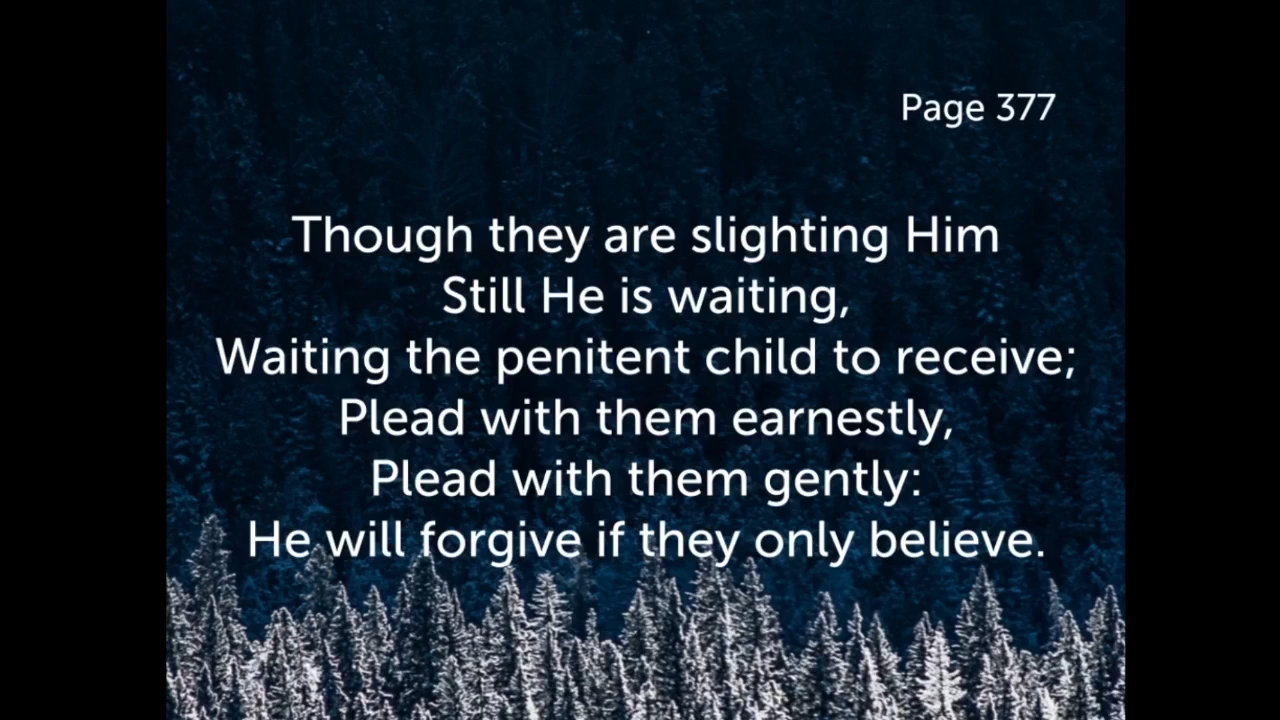 Page 377
Though they are slighting Him
Still He is waiting,
Waiting the penitent child to receive;
Plead with them earnestly,
Plead with them gently:
He will forgive if they only believe.